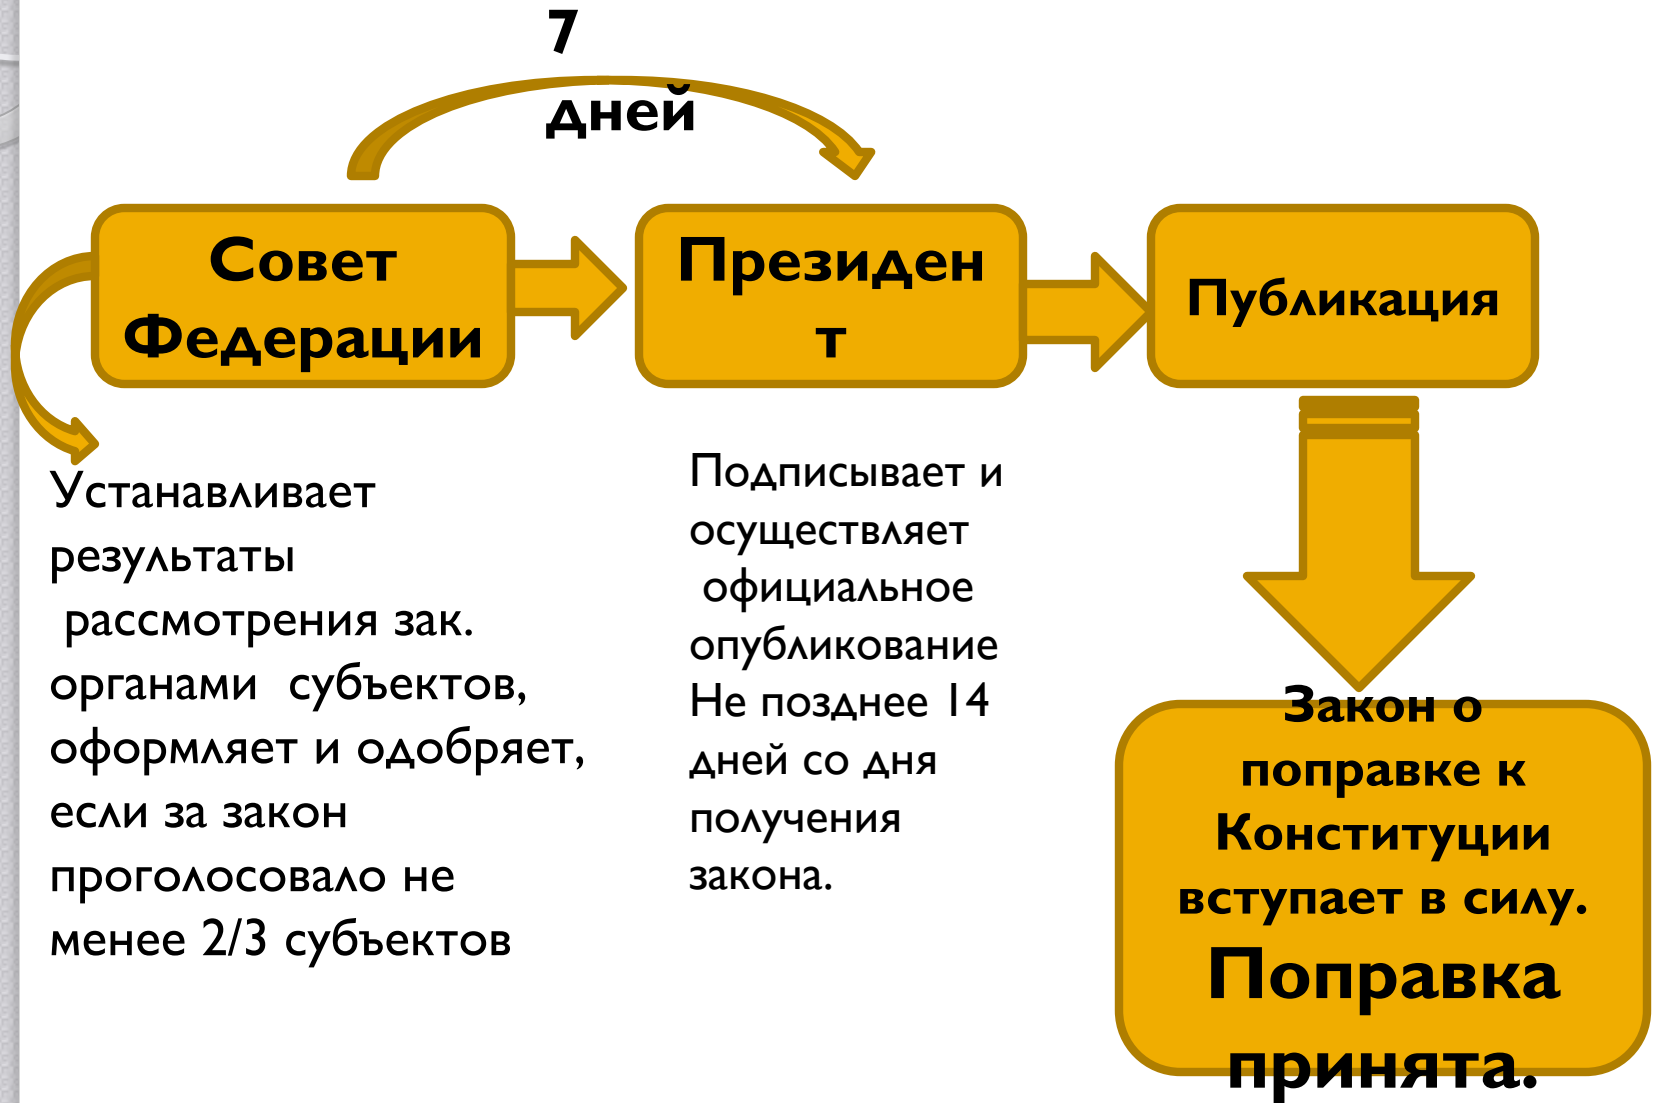 7
дней
Совет
Федерации
Президен
т
Публикация
Устанавливает
результаты
рассмотрения зак.
органами субъектов,
оформляет и одобряет,
если за закон
проголосовало не
менее 2/3 субъектов
Подписывает и
осуществляет
официальное
опубликование
Не позднее 14
дней со дня
получения
закона.
Закон о
поправке к
Конституции
вступает в силу.
Поправка
принята.